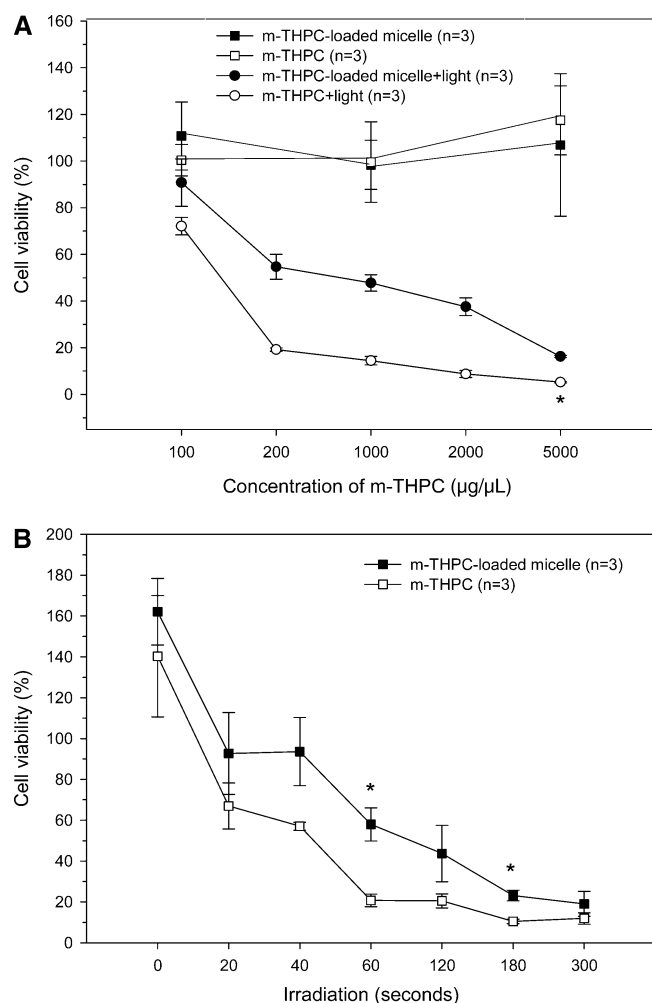 A
160
140
120
100
80
60
40
20
0
Cell viability (%)
m-THPC-loaded micelle (n=3)
m-THPC (n=3)
m-THPC-loaded micelle+light (n=3)
m-THPC+light (n=3)
*
100 200 1000 2000 5000
Concentration of m-THPC (µg/µL)
B
200
180
160
140
120
100
80
60
40
20
0
Cell viability (%)
m-THPC-loaded micelle (n=3)
m-THPC (n=3)
*
*
0 20 40 60 120 180 300
Irradiation (seconds)